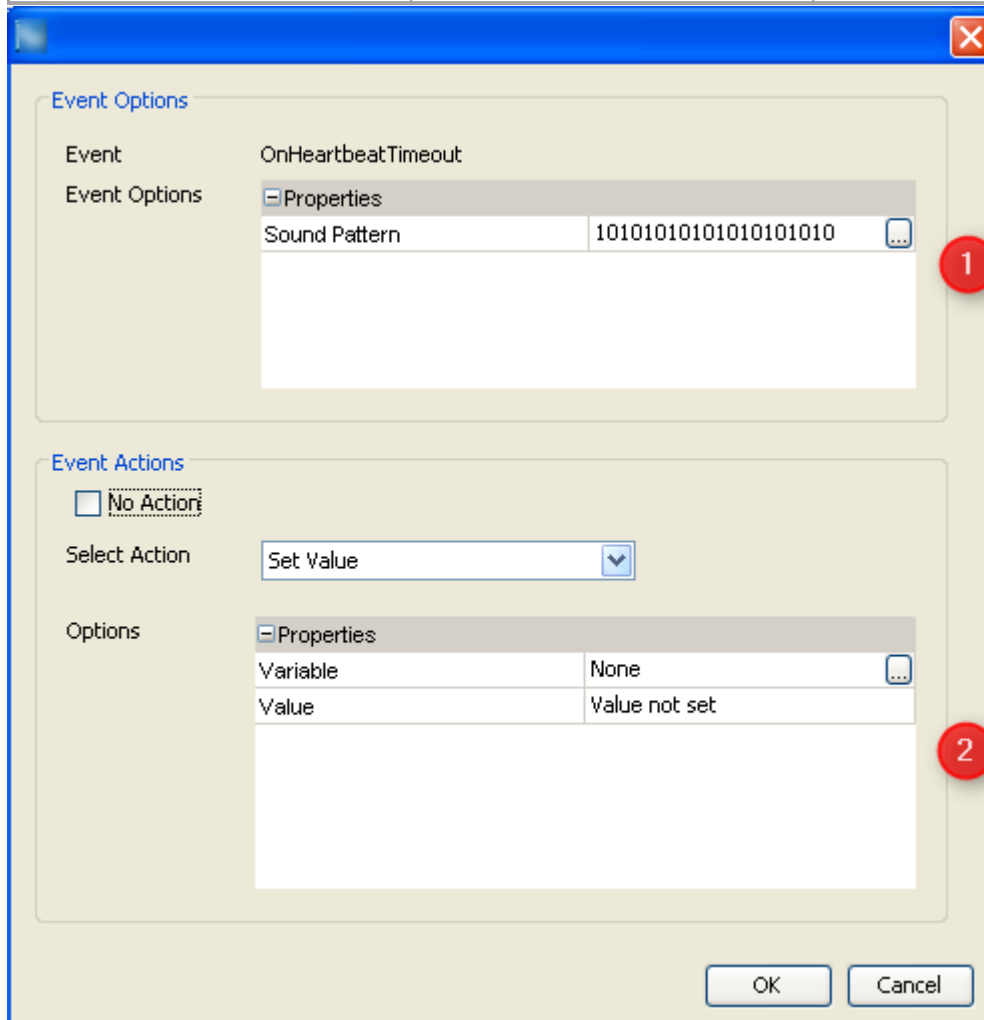 Event Options
Event OnHeartbeatTimeout
Event Options Properties
Sound Pattern 10101010101010101010 ...
1
Event Actions
No Action
Select Action Set Value
Options Properties
Variable None ...
Value Value not set
2
OK Cancel